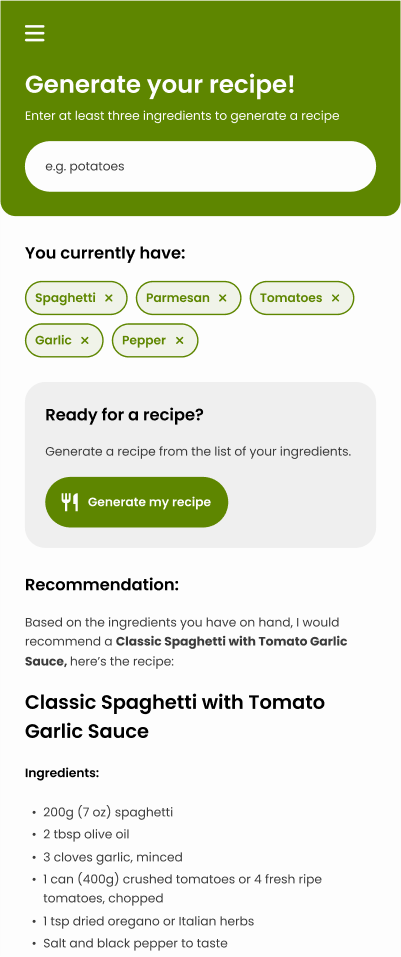 Generate your recipe!
Enter at least three ingredients to generate a recipe
e.g. potatoes
You currently have:
Spaghetti × Parmesan × Tomatoes ×
Garlic × Pepper ×
Ready for a recipe?
Generate a recipe from the list of your ingredients.
Generate my recipe
Recommendation:
Based on the ingredients you have on hand, I would
recommend a Classic Spaghetti with Tomato Garlic
Sauce, here’s the recipe:
Classic Spaghetti with Tomato
Garlic Sauce
Ingredients:
• 200g (7 oz) spaghetti
• 2 tbsp olive oil
• 3 cloves garlic, minced
• 1 can (400g) crushed tomatoes or 4 fresh ripe
tomatoes, chopped
• 1 tsp dried oregano or Italian herbs
• Salt and black pepper to taste